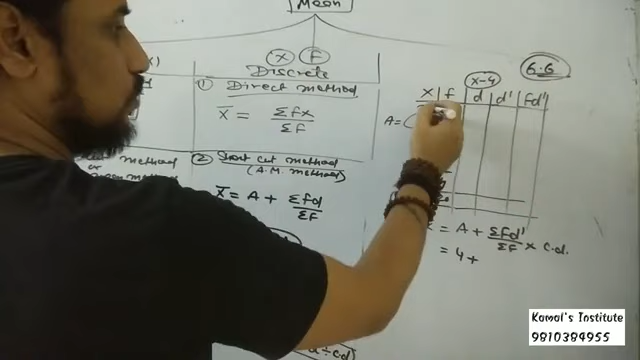 Mean
X)
X f
Discrete
① Direct method
X̄ = Σfx / Σf
method
② Short cut method
(A.M. method)
X̄ = A + Σfd / Σf
6.6
x-4
x f d d' fd'
A=
= A + Σfd' / Σf × c.d.
= 4+
÷ c.d)
Kamal's Institute
9810384955